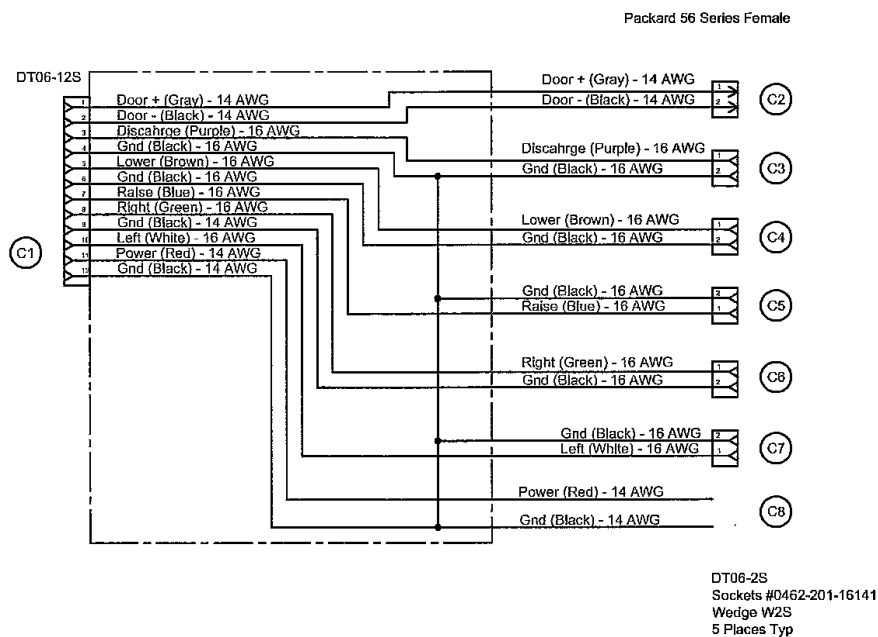 Packard 56 Series Female
DT06-12S
Door + (Gray) - 14 AWG
C2
1
2
Door + (Gray) - 14 AWG
Door - (Black) - 14 AWG
1 Door + (Gray) - 14 AWG
2 Door - (Black) - 14 AWG
3 Discahrge (Purple) - 16 AWG
4 Gnd (Black) - 16 AWG
5 Lower (Brown) - 16 AWG
6 Gnd (Black) - 16 AWG
7 Raise (Blue) - 16 AWG
8 Right (Green) - 16 AWG
9 Gnd (Black) - 14 AWG
10 Left (White) - 16 AWG
11 Power (Red) - 14 AWG
12 Gnd (Black) - 14 AWG
C1
Discahrge (Purple) - 16 AWG 1
Gnd (Black) - 16 AWG 2
C3
Lower (Brown) - 16 AWG 1
Gnd (Black) - 16 AWG 2
C4
Gnd (Black) - 16 AWG 2
Raise (Blue) - 16 AWG 1
C5
Right (Green) - 16 AWG 1
Gnd (Black) - 16 AWG 2
C6
Gnd (Black) - 16 AWG 2
Left (White) - 16 AWG 1
C7
Power (Red) - 14 AWG
Gnd (Black) - 14 AWG
C8
DT06-2S
Sockets #0462-201-16141
Wedge W2S
5 Places Typ